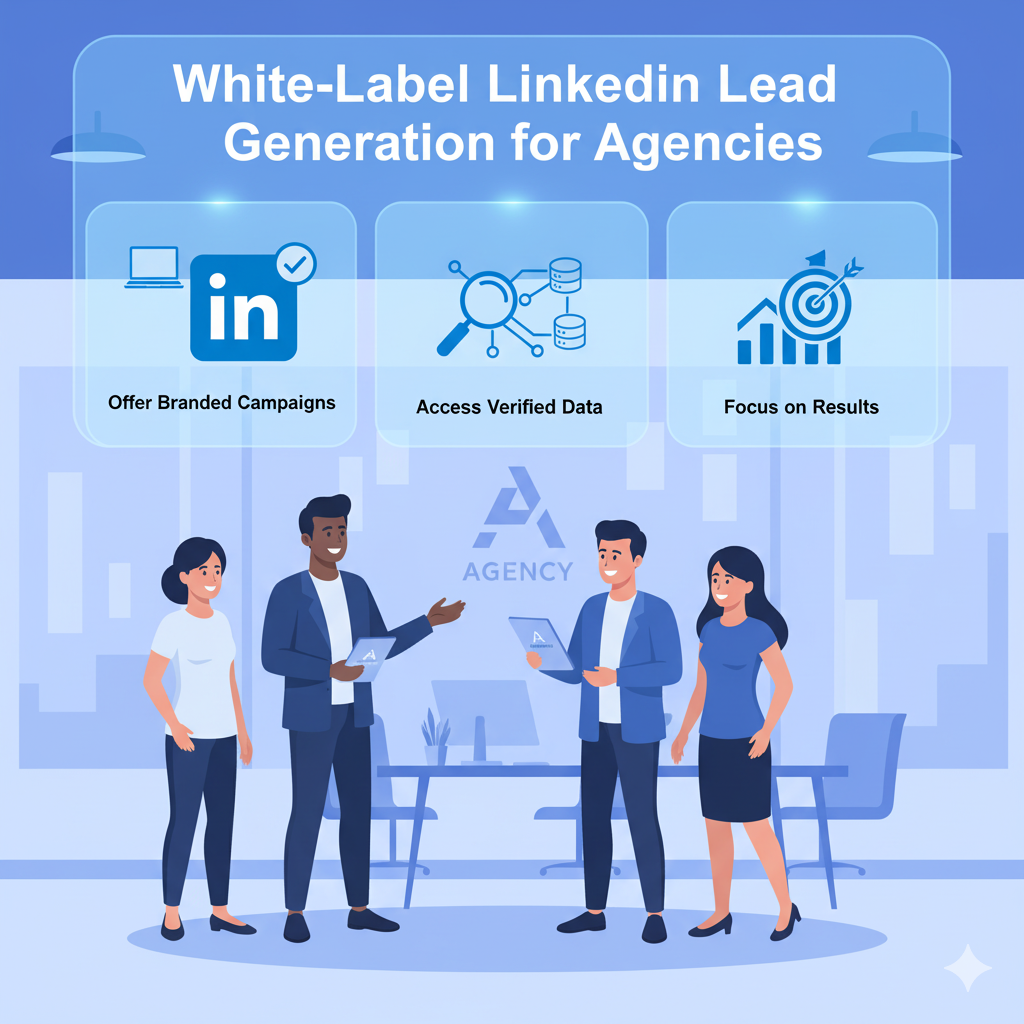 White-Label Linkedin Lead
Generation for Agencies
in
Offer Branded Campaigns
Access Verified Data
Focus on Results
AGENCY